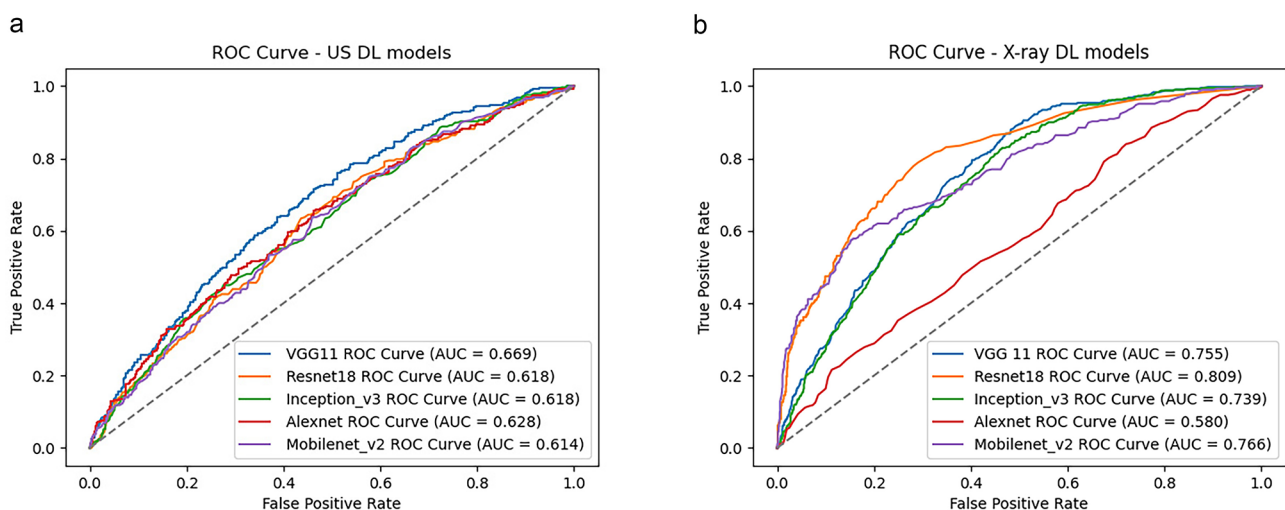 a
ROC Curve - US DL models
True Positive Rate
1.0
0.8
0.6
0.4
0.2
0.0
VGG11 ROC Curve (AUC = 0.669)
Resnet18 ROC Curve (AUC = 0.618)
Inception_v3 ROC Curve (AUC = 0.618)
Alexnet ROC Curve (AUC = 0.628)
Mobilenet_v2 ROC Curve (AUC = 0.614)
0.0 0.2 0.4 0.6 0.8 1.0
False Positive Rate
b
ROC Curve - X-ray DL models
True Positive Rate
1.0
0.8
0.6
0.4
0.2
0.0
VGG 11 ROC Curve (AUC = 0.755)
Resnet18 ROC Curve (AUC = 0.809)
Inception_v3 ROC Curve (AUC = 0.739)
Alexnet ROC Curve (AUC = 0.580)
Mobilenet_v2 ROC Curve (AUC = 0.766)
0.0 0.2 0.4 0.6 0.8 1.0
False Positive Rate